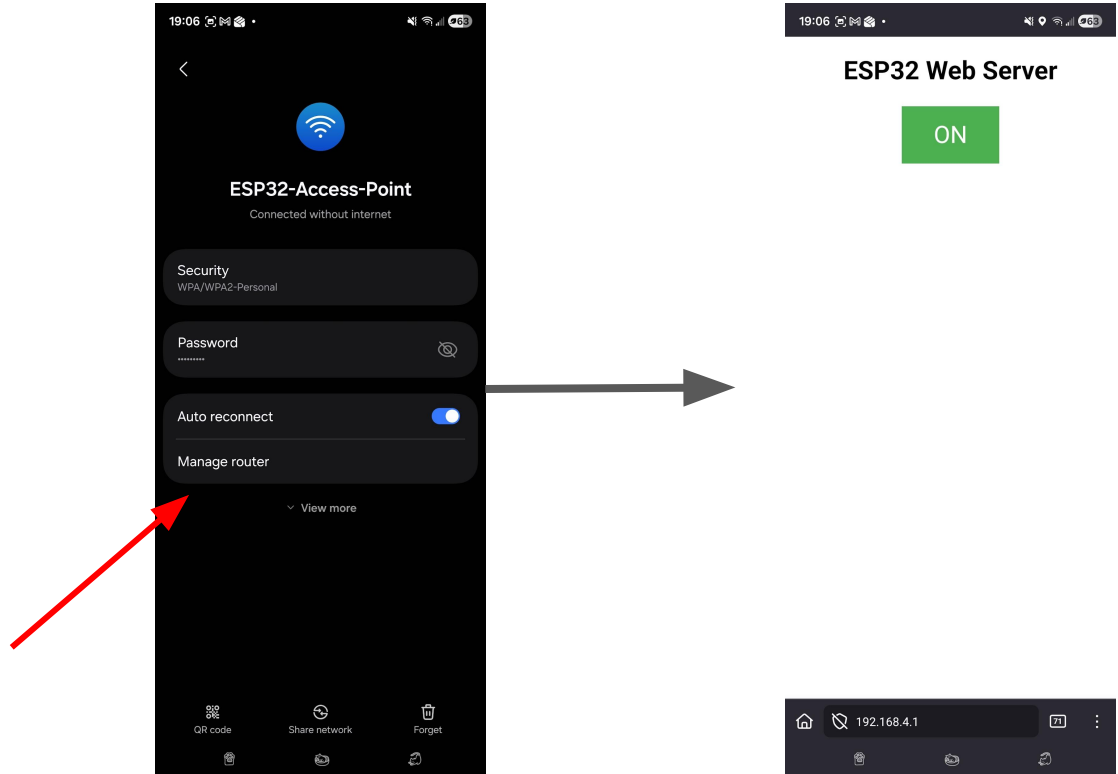 19:06
63
ESP32-Access-Point
Connected without internet
Security
WPA/WPA2-Personal
Password
•••••••••
Auto reconnect
Manage router
View more
QR code
Share network
Forget
19:06
63
ESP32 Web Server
ON
192.168.4.1
71